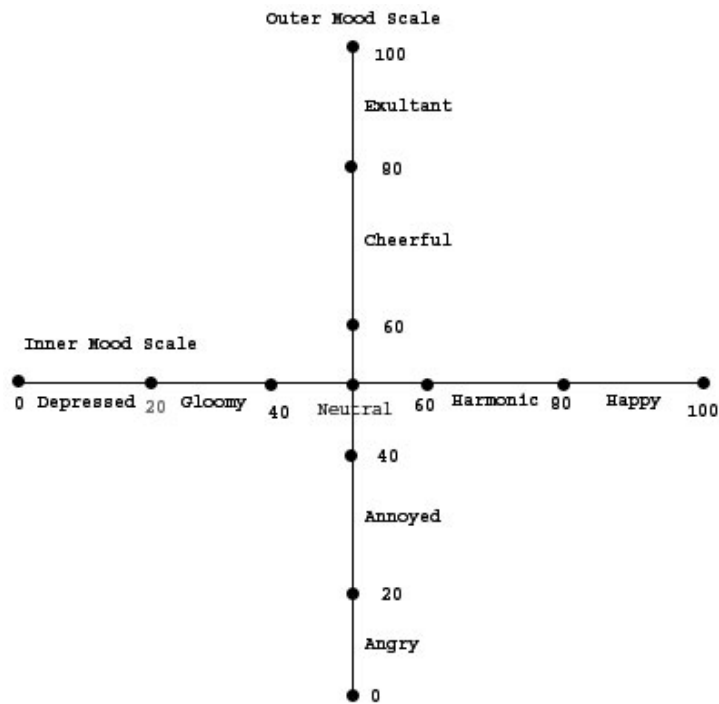 Outer Mood Scale
100
Exultant
80
Cheerful
60
Inner Mood Scale
0 Depressed 20 Gloomy 40 Neutral 60 Harmonic 80 Happy 100
40
Annoyed
20
Angry
0